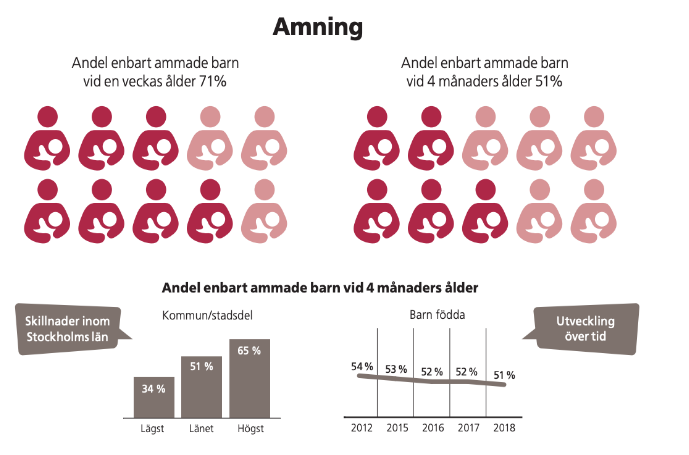 Amning
Andel enbart ammade barn
vid en veckas ålder 71%
Andel enbart ammade barn
vid 4 månaders ålder 51%
Andel enbart ammade barn vid 4 månaders ålder
Skillnader inom
Stockholms län
Kommun/stadsdel
34 %
51 %
65 %
Lägst
Länet
Högst
Barn födda
54 %
53 %
52 %
52 %
51 %
2012
2015
2016
2017
2018
Utveckling
över tid